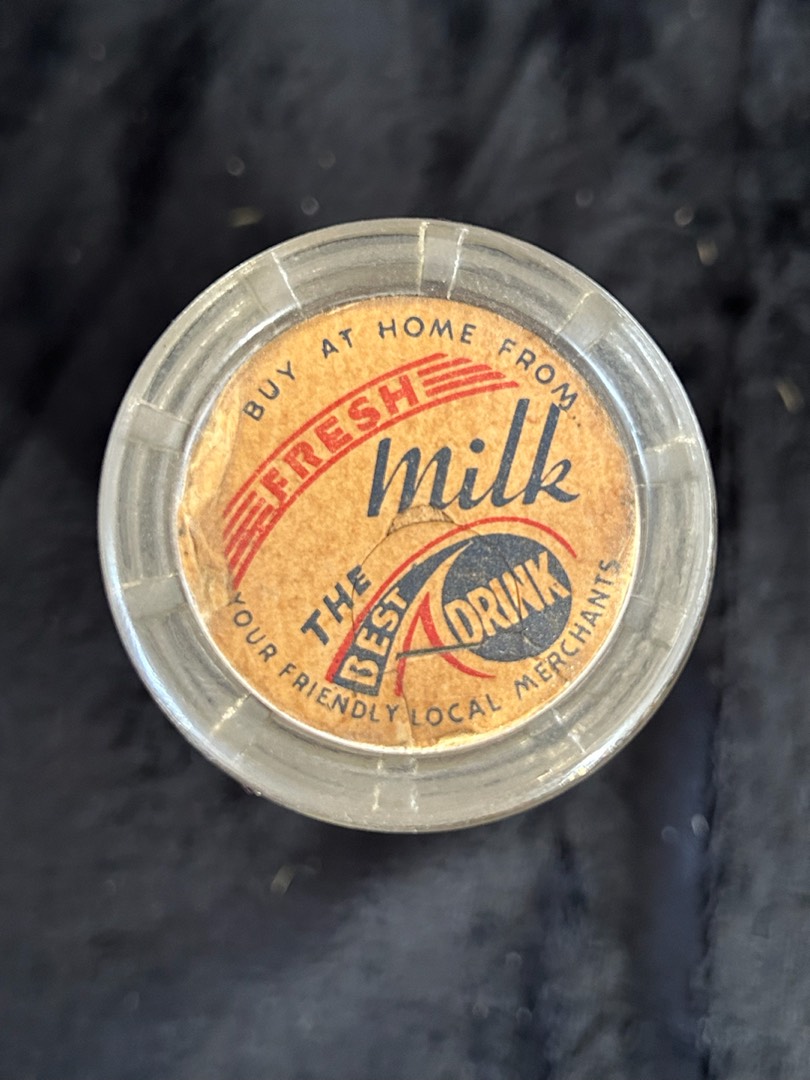 BUY AT HOME FROM...
FRESH
Milk
THE
BEST
A DRINK
YOUR FRIENDLY LOCAL MERCHANTS